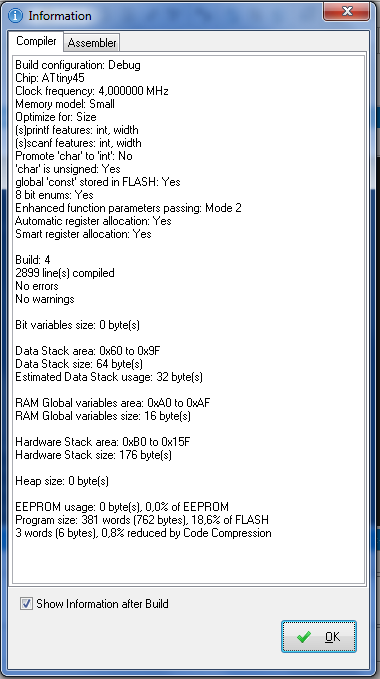 Information
Compiler Assembler
Build configuration: Debug
Chip: ATtiny45
Clock frequency: 4,000000 MHz
Memory model: Small
Optimize for: Size
(s)printf features: int, width
(s)scanf features: int, width
Promote 'char' to 'int': No
'char' is unsigned: Yes
global 'const' stored in FLASH: Yes
8 bit enums: Yes
Enhanced function parameters passing: Mode 2
Automatic register allocation: Yes
Smart register allocation: Yes
Build: 4
2899 line(s) compiled
No errors
No warnings
Bit variables size: 0 byte(s)
Data Stack area: 0x60 to 0x9F
Data Stack size: 64 byte(s)
Estimated Data Stack usage: 32 byte(s)
RAM Global variables area: 0xA0 to 0xAF
RAM Global variables size: 16 byte(s)
Hardware Stack area: 0xB0 to 0x15F
Hardware Stack size: 176 byte(s)
Heap size: 0 byte(s)
EEPROM usage: 0 byte(s), 0,0% of EEPROM
Program size: 381 words (762 bytes), 18,6% of FLASH
3 words (6 bytes), 0,8% reduced by Code Compression
Show Information after Build
OK